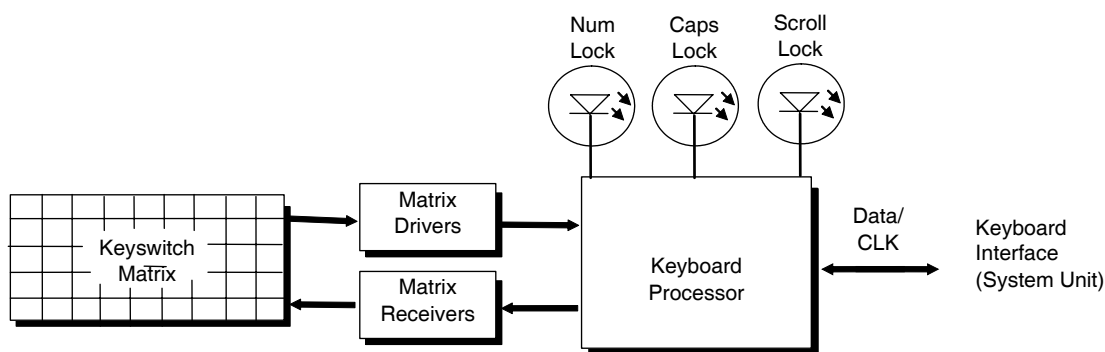 Num
Lock
Caps
Lock
Scroll
Lock
Keyswitch
Matrix
Matrix
Drivers
Matrix
Receivers
Keyboard
Processor
Data/
CLK
Keyboard
Interface
(System Unit)